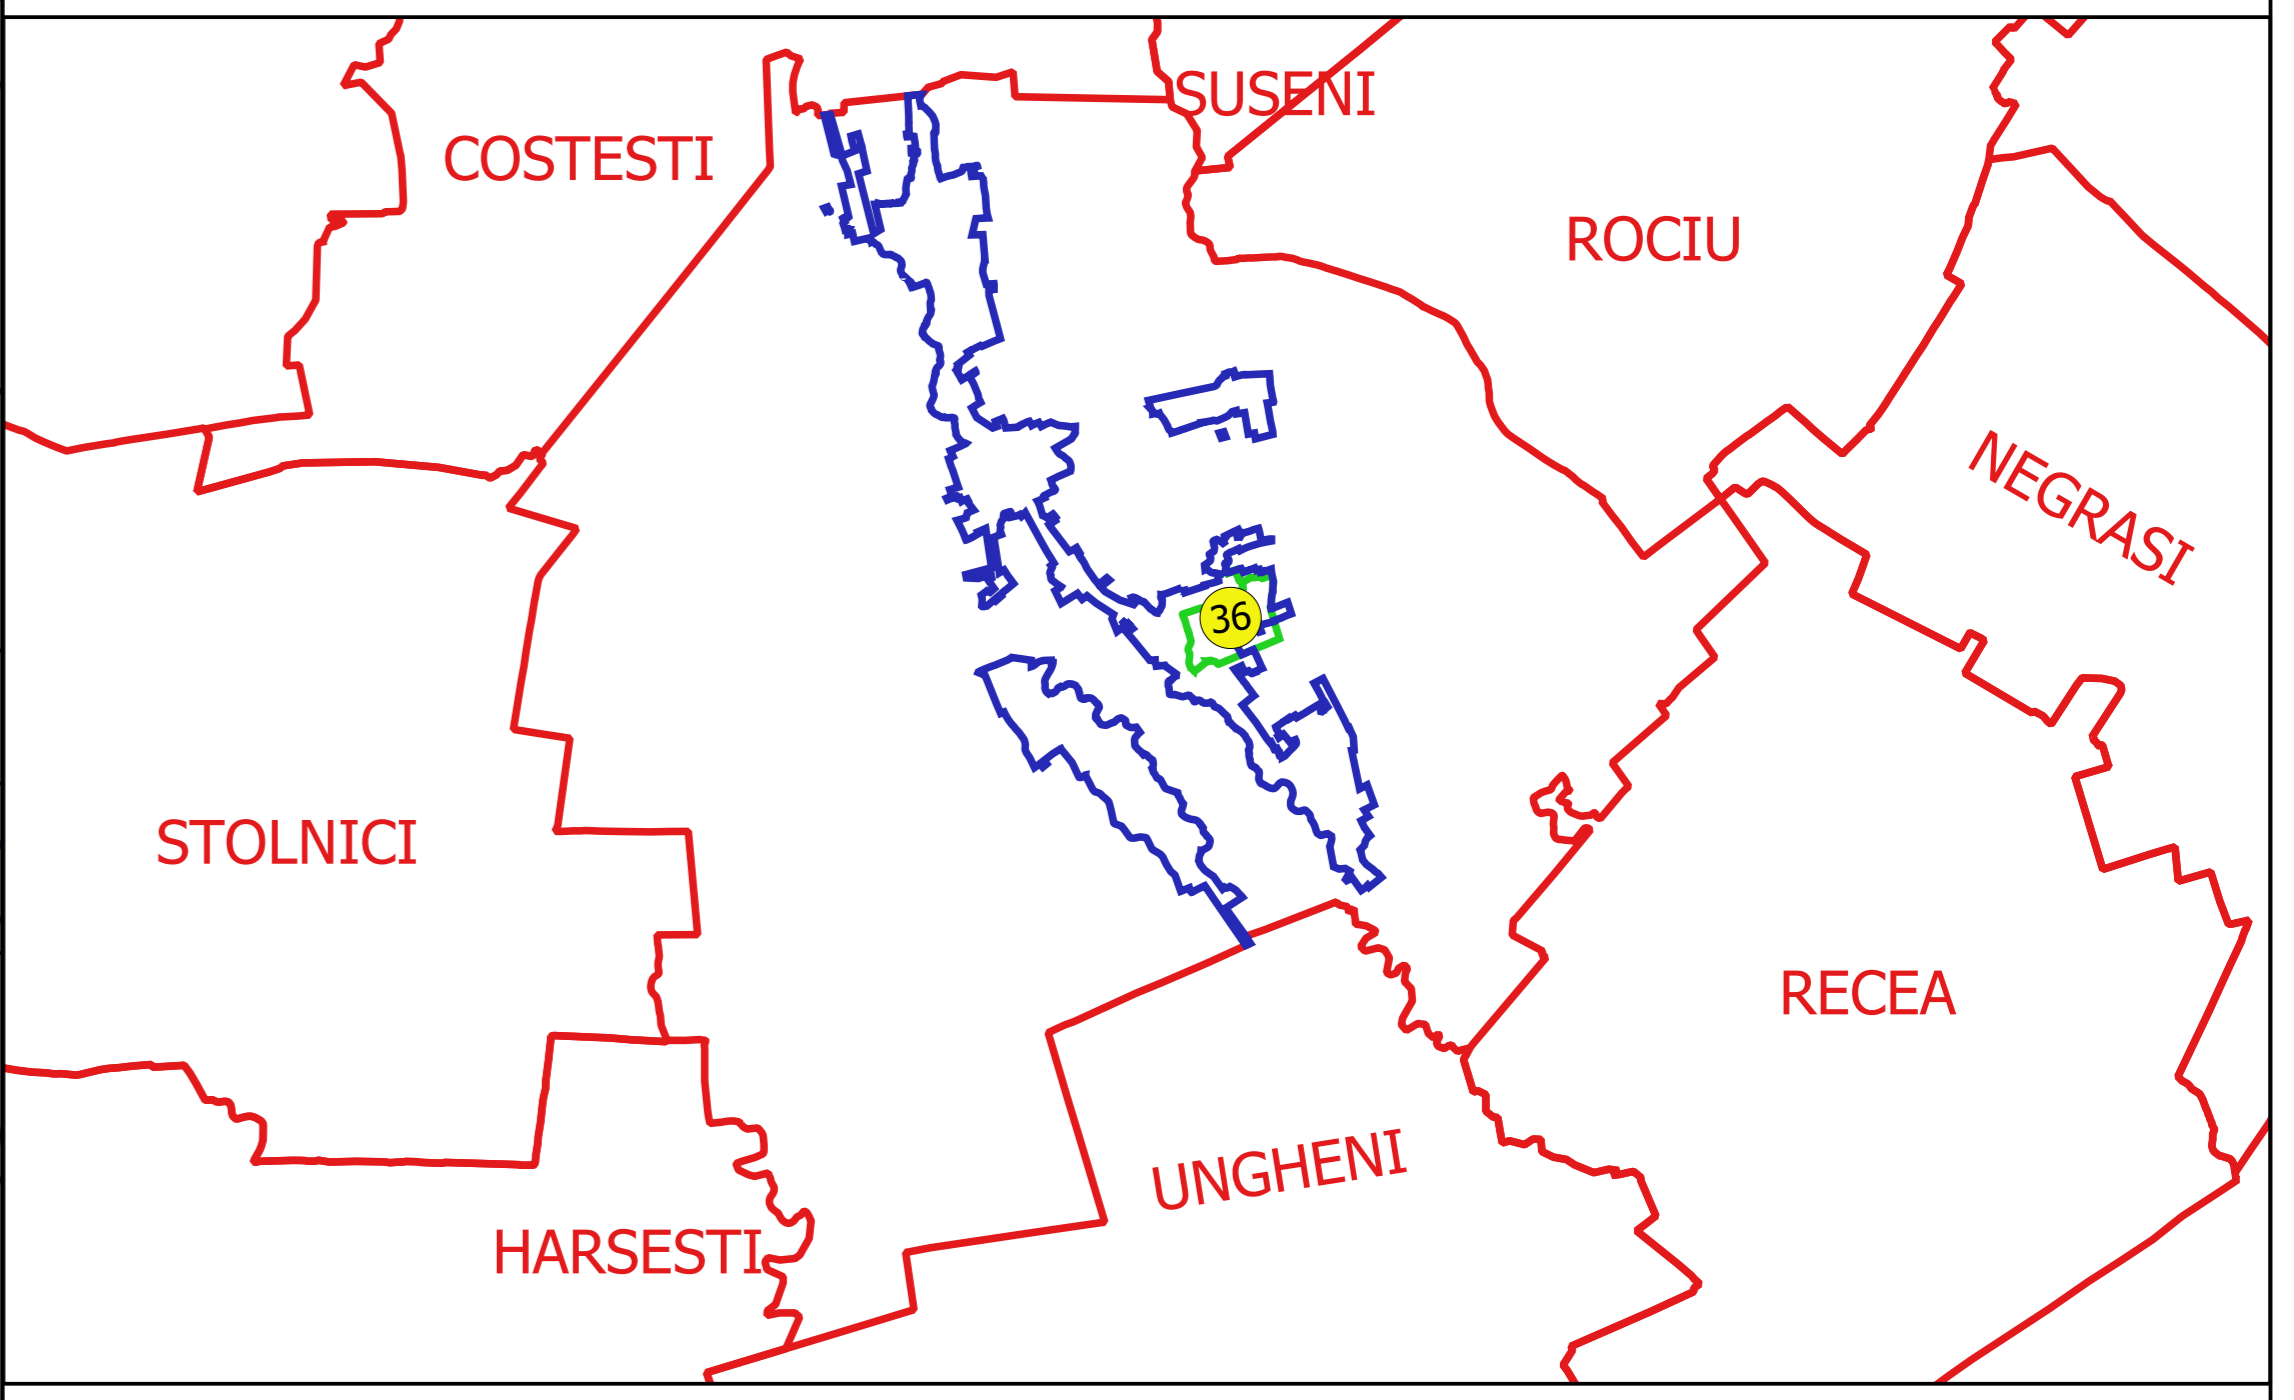 SUSENI
COSTESTI
ROCIU
NEGRASI
36
STOLNICI
RECEA
UNGHENI
HARSESTI